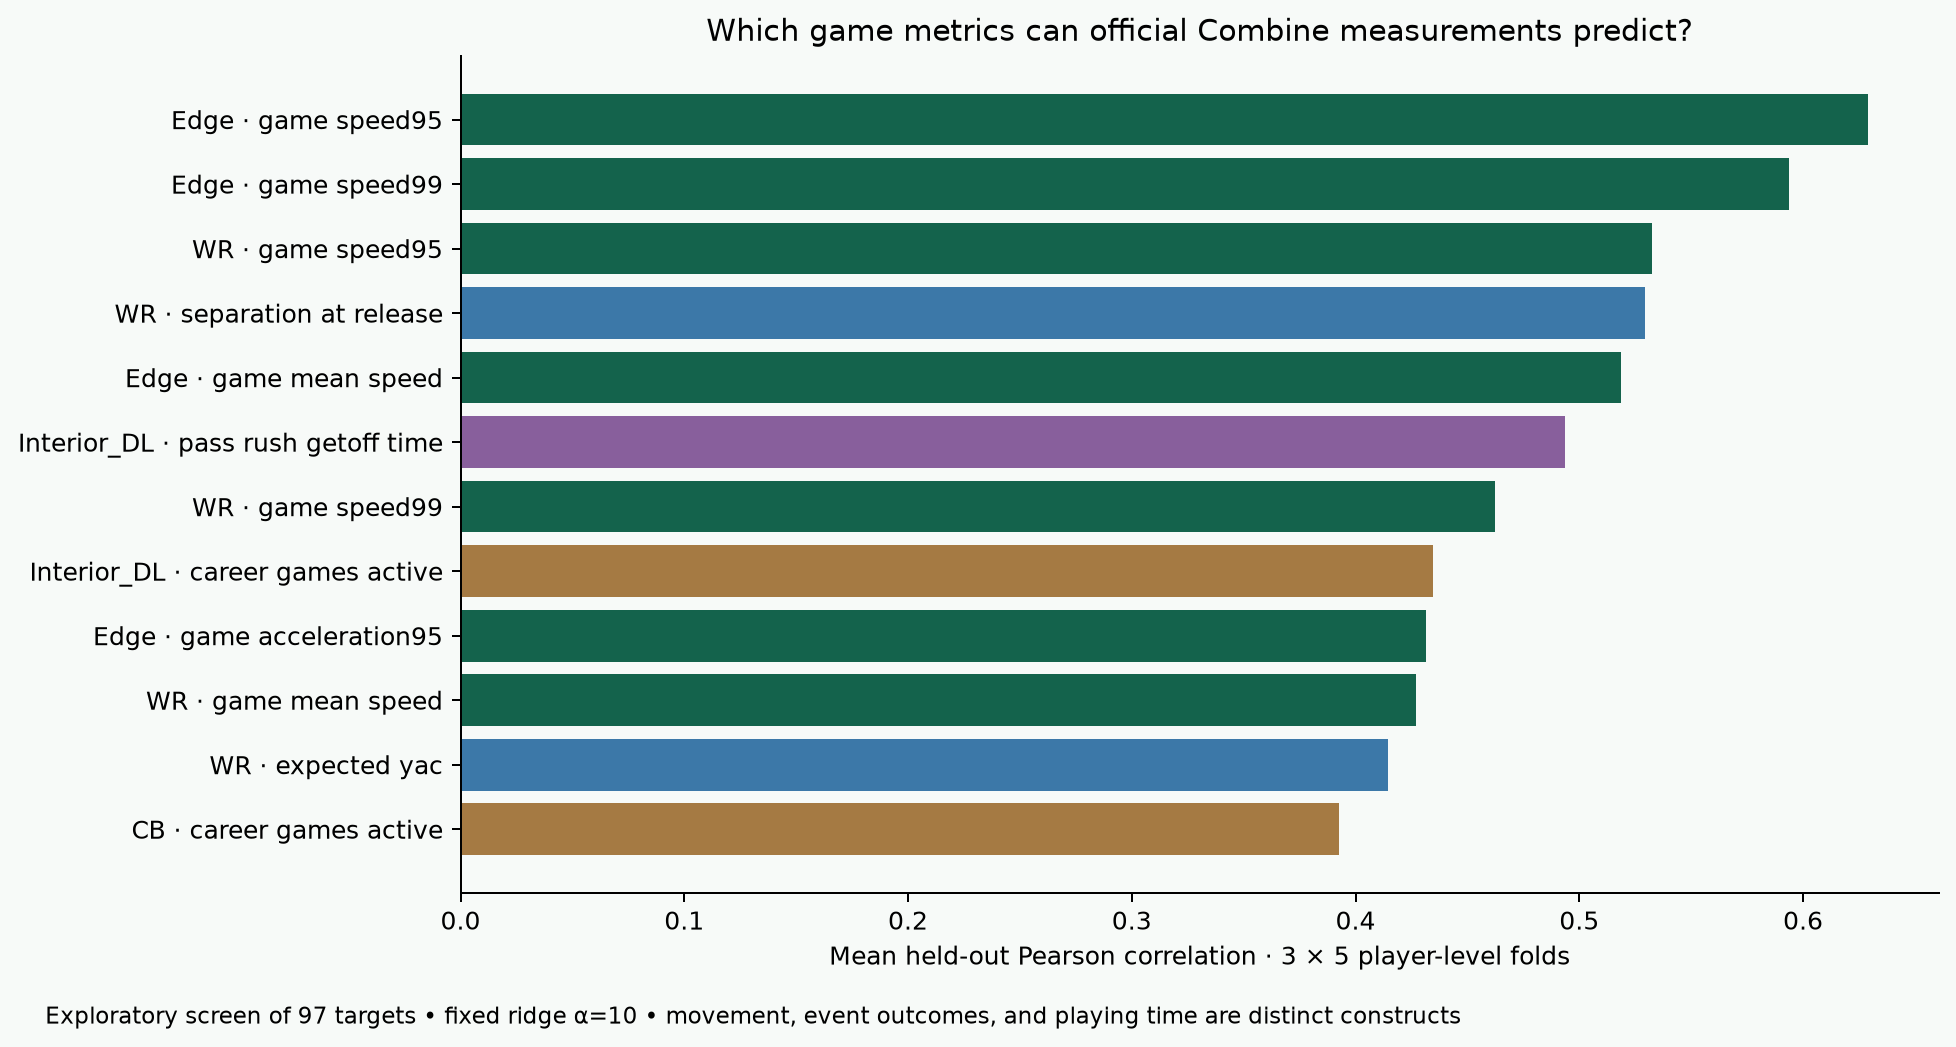 Which game metrics can official Combine measurements predict?
Edge · game speed95
Edge · game speed99
WR · game speed95
WR · separation at release
Edge · game mean speed
Interior_DL · pass rush getoff time
WR · game speed99
Interior_DL · career games active
Edge · game acceleration95
WR · game mean speed
WR · expected yac
CB · career games active
0.0 0.1 0.2 0.3 0.4 0.5 0.6
Mean held-out Pearson correlation · 3 × 5 player-level folds
Exploratory screen of 97 targets • fixed ridge α=10 • movement, event outcomes, and playing time are distinct constructs